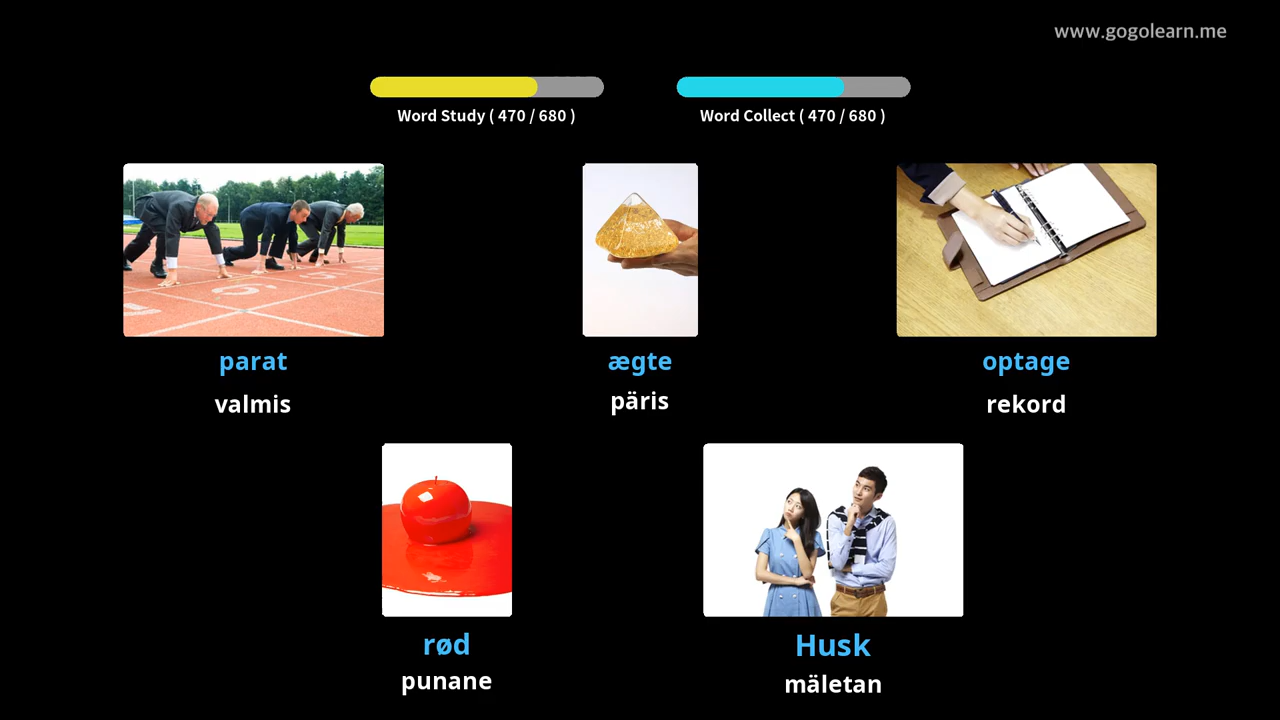 www.gogolearn.me
Word Study ( 470 / 680 )
Word Collect ( 470 / 680 )
parat
ægte
optage
valmis
päris
rekord
rød
Husk
punane
mäletan